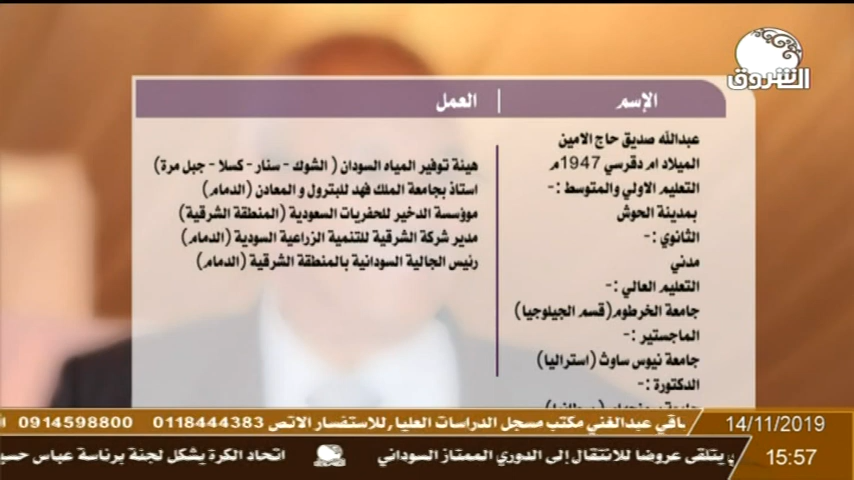 الشروق
الإسم
العمل
عبدالله صديق حاج الامين
الميلاد ام دقرسي 1947م
التعليم الاولي والمتوسط :-
بمدينة الحوش
الثانوي :-
مدني
التعليم العالي :-
جامعة الخرطوم(قسم الجيلوجيا)
الماجستير :-
جامعة نيوس ساوث (استراليا)
الدكتورة :-
هيئة توفير المياه السودان ( الشوك - سنار - كسلا - جبل مرة)
استاذ بجامعة الملك فهد للبترول و المعادن (الدمام)
موؤسسة الدخير للحفريات السعودية (المنطقة الشرقية)
مدير شركة الشرقية للتنمية الزراعية السودية (الدمام)
رئيس الجالية السودانية بالمنطقة الشرقية (الدمام)
عبدالغني مكتب مسجل الدراسات العليا للاستفسار الاتص 0118444383 0914598800
14/11/2019
يتلقى عروضا للانتقال إلى الدوري الممتاز السوداني اتحاد الكرة يشكل لجنة برئاسة عباس
15:57